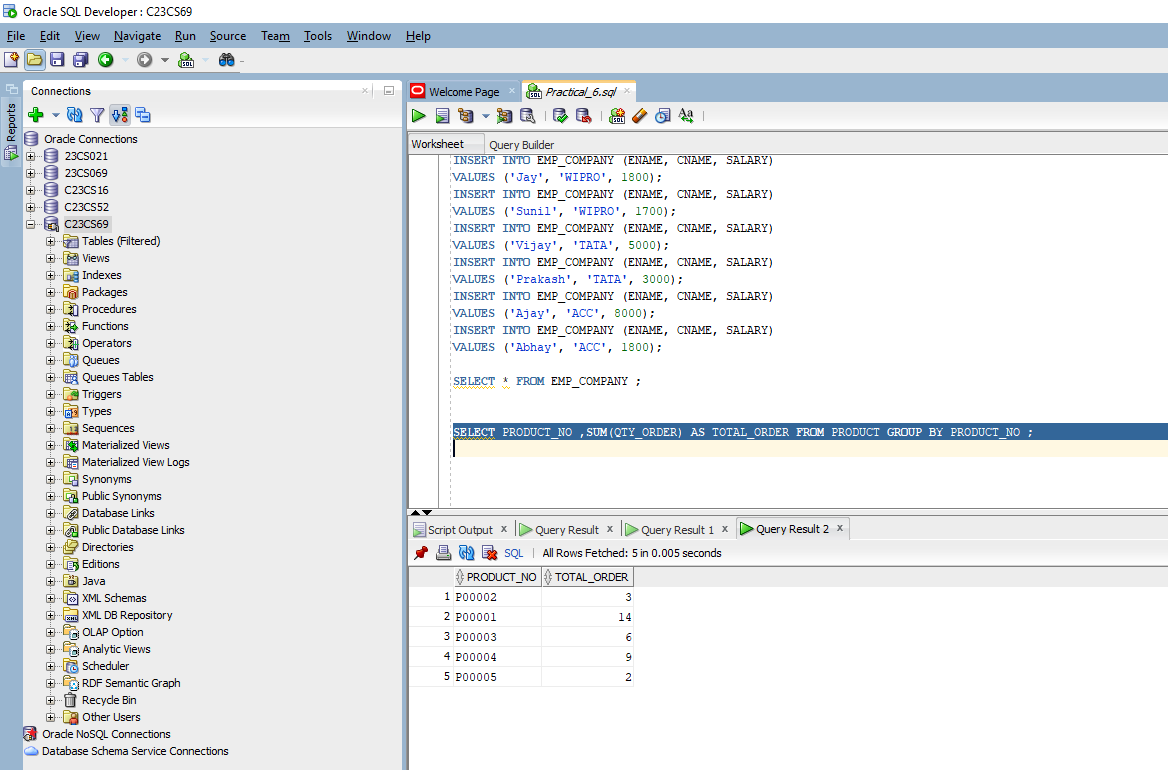 Oracle SQL Developer : C23CS69
File Edit View Navigate Run Source Team Tools Window Help
Reports
Connections
Oracle Connections
23CS021
23CS069
C23CS16
C23CS52
C23CS69
Tables (Filtered)
Views
Indexes
Packages
Procedures
Functions
Operators
Queues
Queues Tables
Triggers
Types
Sequences
Materialized Views
Materialized View Logs
Synonyms
Public Synonyms
Database Links
Public Database Links
Directories
Editions
Java
XML Schemas
XML DB Repository
OLAP Option
Analytic Views
Scheduler
RDF Semantic Graph
Recycle Bin
Other Users
Oracle NoSQL Connections
Database Schema Service Connections
Welcome Page Practical_6.sql
Worksheet Query Builder
INSERT INTO EMP_COMPANY (ENAME, CNAME, SALARY)
VALUES ('Jay', 'WIPRO', 1800);
INSERT INTO EMP_COMPANY (ENAME, CNAME, SALARY)
VALUES ('Sunil', 'WIPRO', 1700);
INSERT INTO EMP_COMPANY (ENAME, CNAME, SALARY)
VALUES ('Vijay', 'TATA', 5000);
INSERT INTO EMP_COMPANY (ENAME, CNAME, SALARY)
VALUES ('Prakash', 'TATA', 3000);
INSERT INTO EMP_COMPANY (ENAME, CNAME, SALARY)
VALUES ('Ajay', 'ACC', 8000);
INSERT INTO EMP_COMPANY (ENAME, CNAME, SALARY)
VALUES ('Abhay', 'ACC', 1800);
SELECT * FROM EMP_COMPANY ;
SELECT PRODUCT_NO ,SUM(QTY_ORDER) AS TOTAL_ORDER FROM PRODUCT GROUP BY PRODUCT_NO ;
Script Output Query Result Query Result 1 Query Result 2
SQL All Rows Fetched: 5 in 0.005 seconds
PRODUCT_NO TOTAL_ORDER
1 P00002 3
2 P00001 14
3 P00003 6
4 P00004 9
5 P00005 2